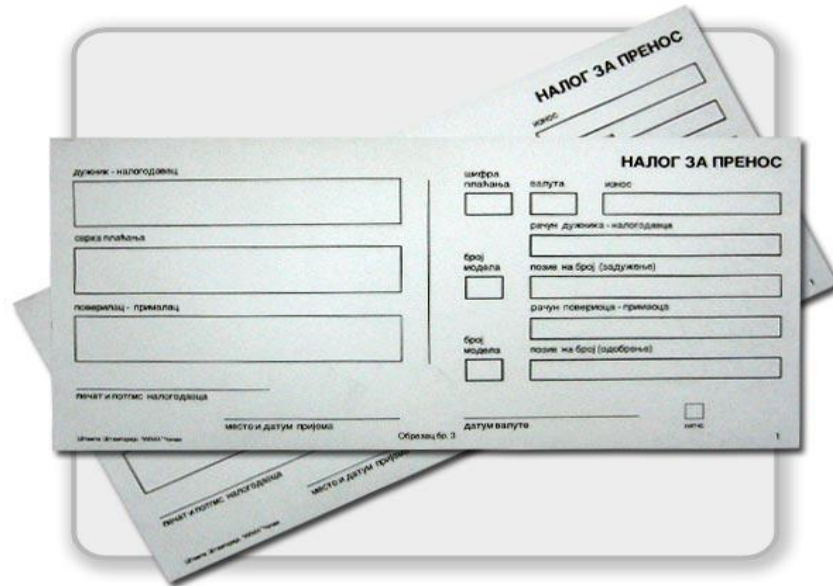 НАЛОГ ЗА ПРЕНОС
износ
НАЛОГ ЗА ПРЕНОС
дужник - налогодавац
шифра
плаћања
валута
износ
рачун дужника - налогодавца
сврха плаћања
број
модела
позив на број (задужење)
поверилац - прималац
рачун повериоца - примаоца
број
модела
позив на број (одобрење)
печат и потпис налогодавца
место и датум пријема
датум валуте
хитно
Образац бр. 3
1
1
печат и потпис налогодавца
место и датум пријема